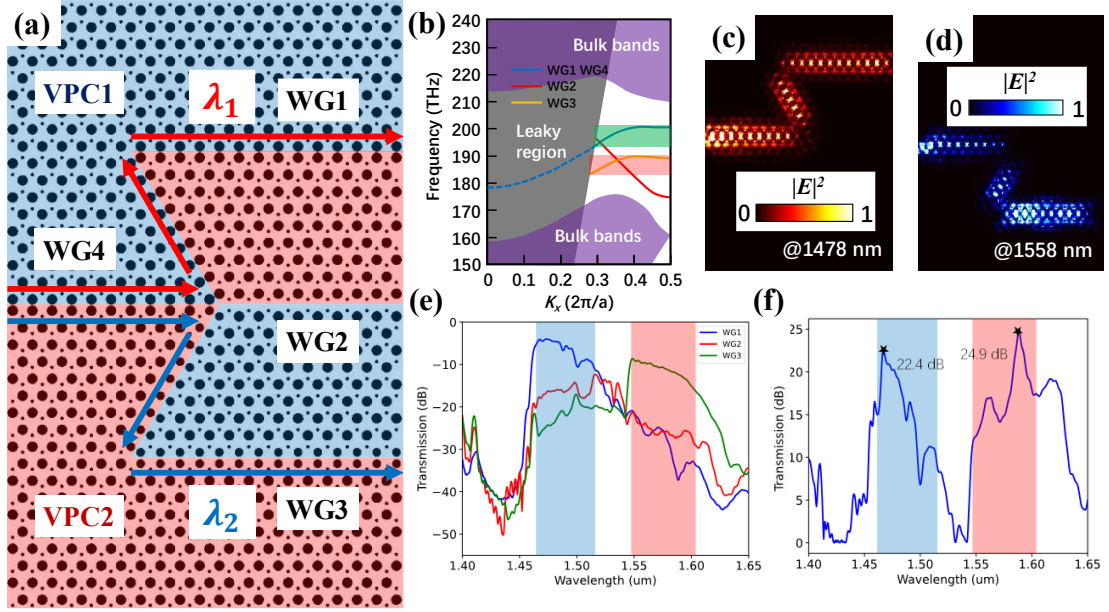 (a)
VPC1
λ₁
WG1
WG4
WG2
VPC2
λ₂
WG3
(b)
240
230
220
210
200
190
180
170
160
150
Frequency (THz)
Bulk bands
WG1 WG4
WG2
WG3
Leaky
region
Bulk bands
0 0.1 0.2 0.3 0.4 0.5
Kₓ (2π/a)
(c)
|E|²
0 1
@1478 nm
(d)
|E|²
0 1
@1558 nm
(e)
0
−10
−20
−30
−40
−50
Transmission (dB)
WG1
WG2
WG3
1.40 1.45 1.50 1.55 1.60 1.65
Wavelength (um)
(f)
25
20
15
10
5
0
Transmission (dB)
22.4 dB
24.9 dB
1.40 1.45 1.50 1.55 1.60 1.65
Wavelength (um)